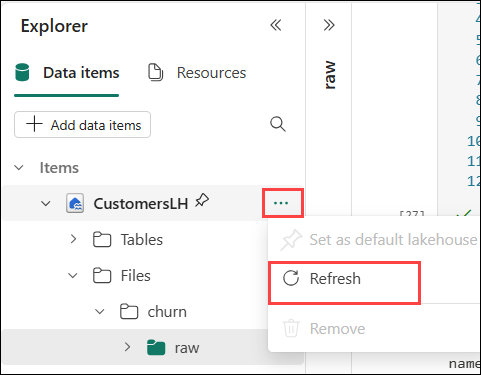 Explorer
Data items
Resources
Add data items
Items
CustomersLH
...
Tables
Files
churn
raw
raw
4
5
6
7
8
9
10
11
12
[27]
Set as default lakehouse
Refresh
Remove
name